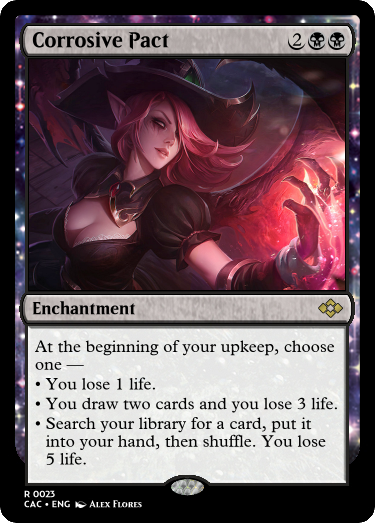 Corrosive Pact 2
Enchantment
At the beginning of your upkeep, choose
one —
• You lose 1 life.
• You draw two cards and you lose 3 life.
• Search your library for a card, put it
into your hand, then shuffle. You lose
5 life.
R 0023
CAC • ENG Alex Flores